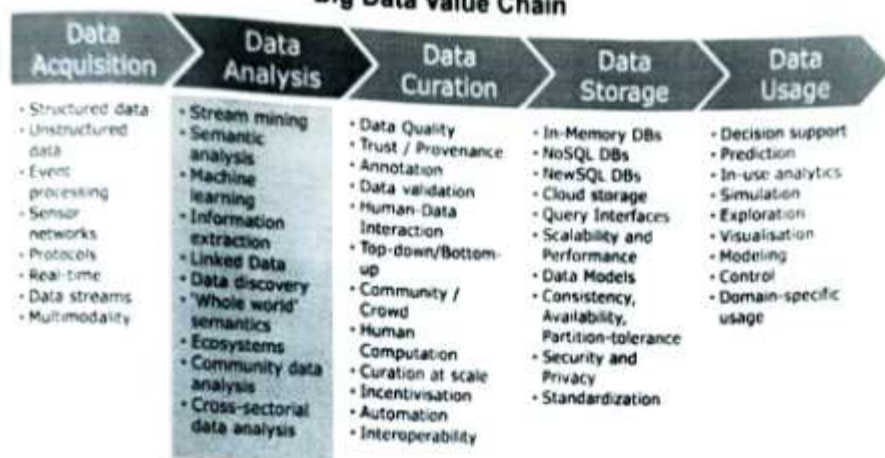 Big Data Value Chain
Data
Acquisition
• Structured data
• Unstructured
data
• Event
processing
• Sensor
networks
• Protocols
• Real-time
• Data streams
• Multimodality
Data
Analysis
• Stream mining
• Semantic
analysis
• Machine
learning
• Information
extraction
• Linked Data
• Data discovery
• 'Whole world'
semantics
• Ecosystems
• Community data
analysis
• Cross-sectorial
data analysis
Data
Curation
• Data Quality
• Trust / Provenance
• Annotation
• Data validation
• Human-Data
Interaction
• Top-down/Bottom-
up
• Community /
Crowd
• Human
Computation
• Curation at scale
• Incentivisation
• Automation
• Interoperability
Data
Storage
• In-Memory DBs
• NoSQL DBs
• NewSQL DBs
• Cloud storage
• Query Interfaces
• Scalability and
Performance
• Data Models
• Consistency,
Availability,
Partition-tolerance
• Security and
Privacy
• Standardization
Data
Usage
• Decision support
• Prediction
• In-use analytics
• Simulation
• Exploration
• Visualisation
• Modeling
• Control
• Domain-specific
usage